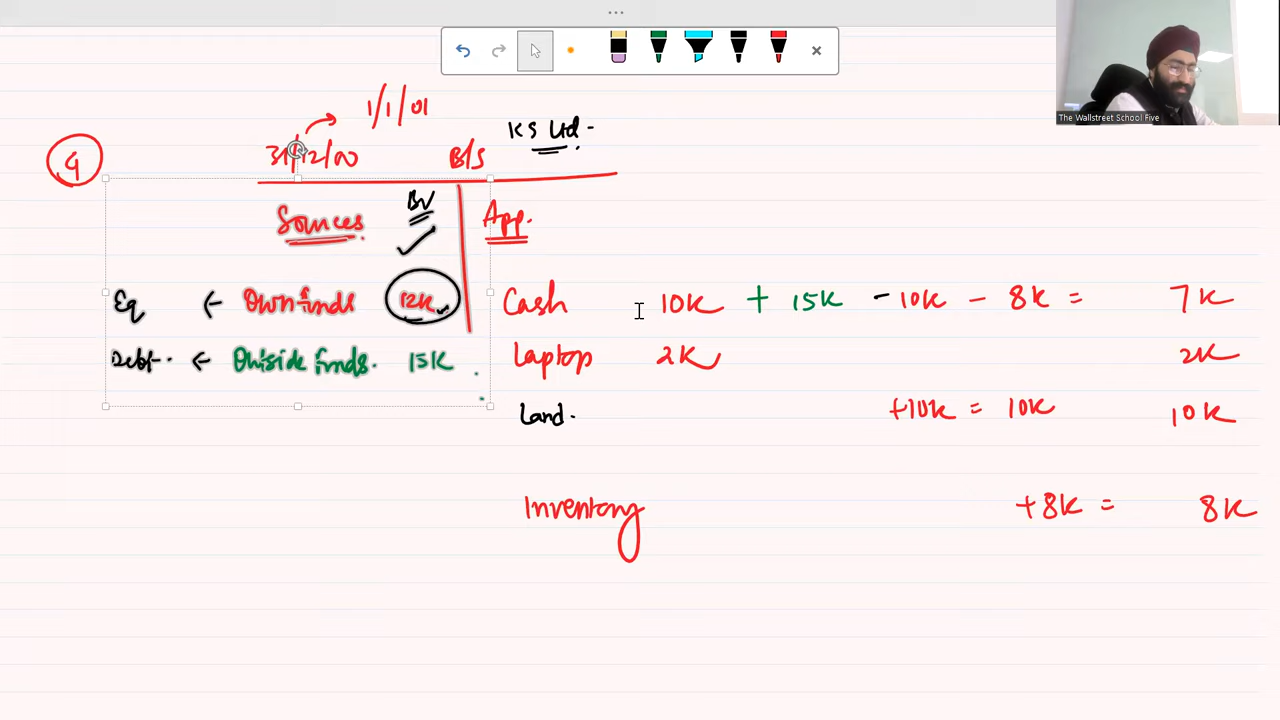 The Wallstreet School Five
1/1/01
KS Ltd.
31/12/00 B/S
Sources BV App.
Eq ← Own funds 12K Cash 10K + 15K - 10K - 8K = 7K
Debt ← Outside funds. 15K Laptop 2K 2K
Land. +10K = 10K 10K
Inventory +8K = 8K